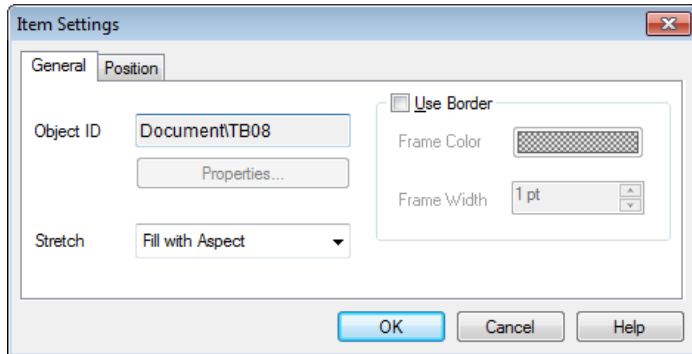 Item Settings
General
Position
Object ID
Document\TB08
Properties...
Stretch
Fill with Aspect
Use Border
Frame Color
Frame Width
1 pt
OK
Cancel
Help